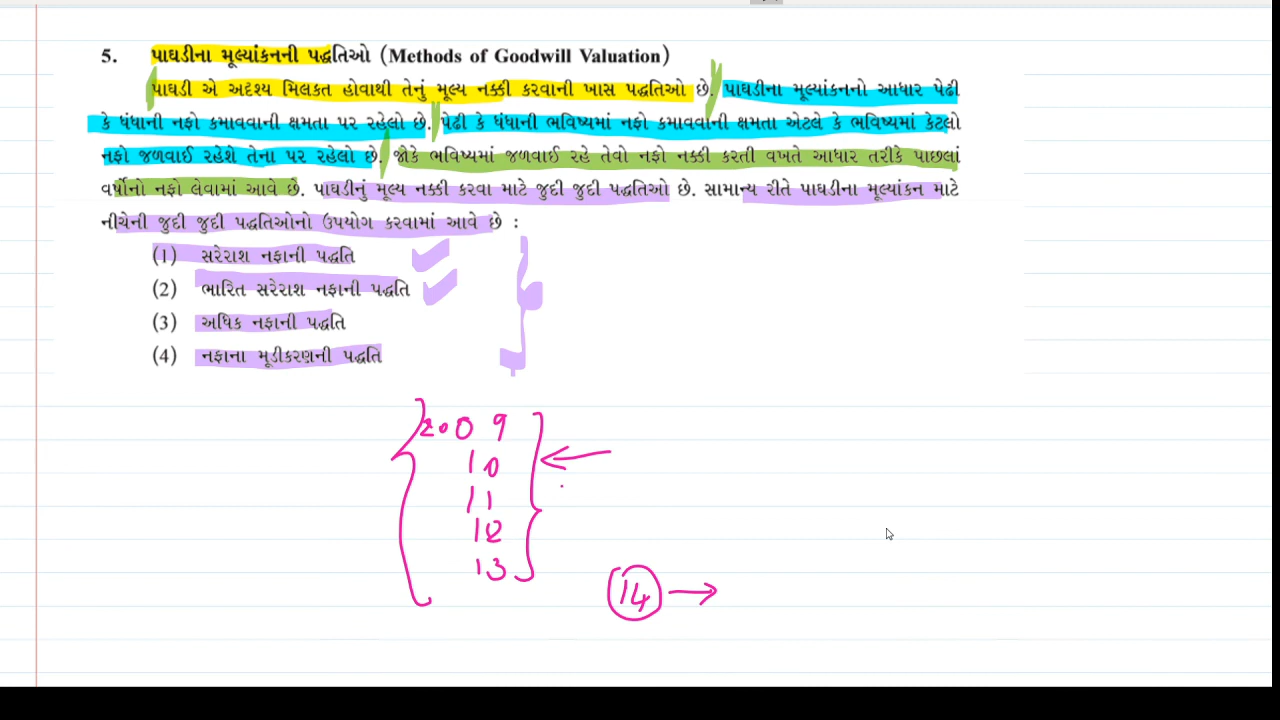 5. પાઘડીના મૂલ્યાંકનની પદ્ધતિઓ (Methods of Goodwill Valuation)
પાઘડી એ અદૃશ્ય મિલકત હોવાથી તેનું મૂલ્ય નક્કી કરવાની ખાસ પદ્ધતિઓ છે. પાઘડીના મૂલ્યાંકનનો આધાર પેઢી
કે ધંધાની નફો કમાવવાની ક્ષમતા પર રહેલો છે. પેઢી કે ધંધાની ભવિષ્યમાં નફો કમાવવાની ક્ષમતા એટલે કે ભવિષ્યમાં કેટલો
નફો જળવાઈ રહેશે તેના પર રહેલો છે. જોકે ભવિષ્યમાં જળવાઈ રહે તેવો નફો નક્કી કરતી વખતે આધાર તરીકે પાછલાં
વર્ષોનો નફો લેવામાં આવે છે. પાઘડીનું મૂલ્ય નક્કી કરવા માટે જુદી જુદી પદ્ધતિઓ છે. સામાન્ય રીતે પાઘડીના મૂલ્યાંકન માટે
નીચેની જુદી જુદી પદ્ધતિઓનો ઉપયોગ કરવામાં આવે છે :
(1) સરેરાશ નફાની પદ્ધતિ
(2) ભારિત સરેરાશ નફાની પદ્ધતિ
(3) અધિક નફાની પદ્ધતિ
(4) નફાના મૂડીકરણની પદ્ધતિ
2009
10
11
12
13
14